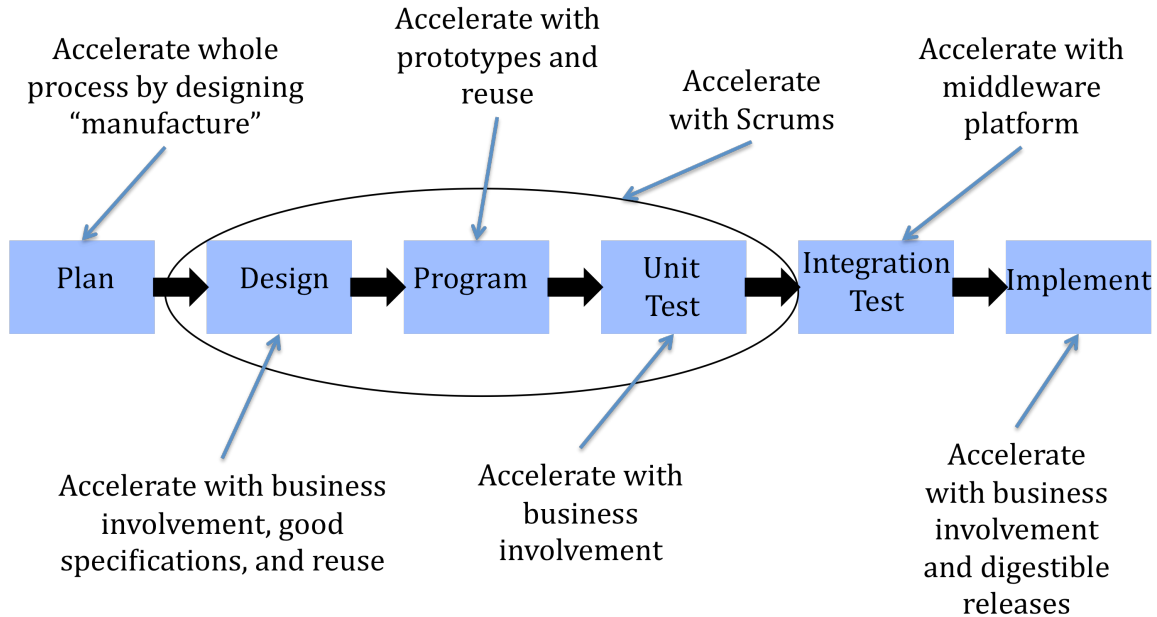 Accelerate whole
process by designing
“manufacture”
Accelerate with
prototypes and
reuse
Accelerate
with Scrums
Accelerate with
middleware
platform
Plan
Design
Program
Unit
Test
Integration
Test
Implement
Accelerate with business
involvement, good
specifications, and reuse
Accelerate with
business
involvement
Accelerate
with business
involvement
and digestible
releases